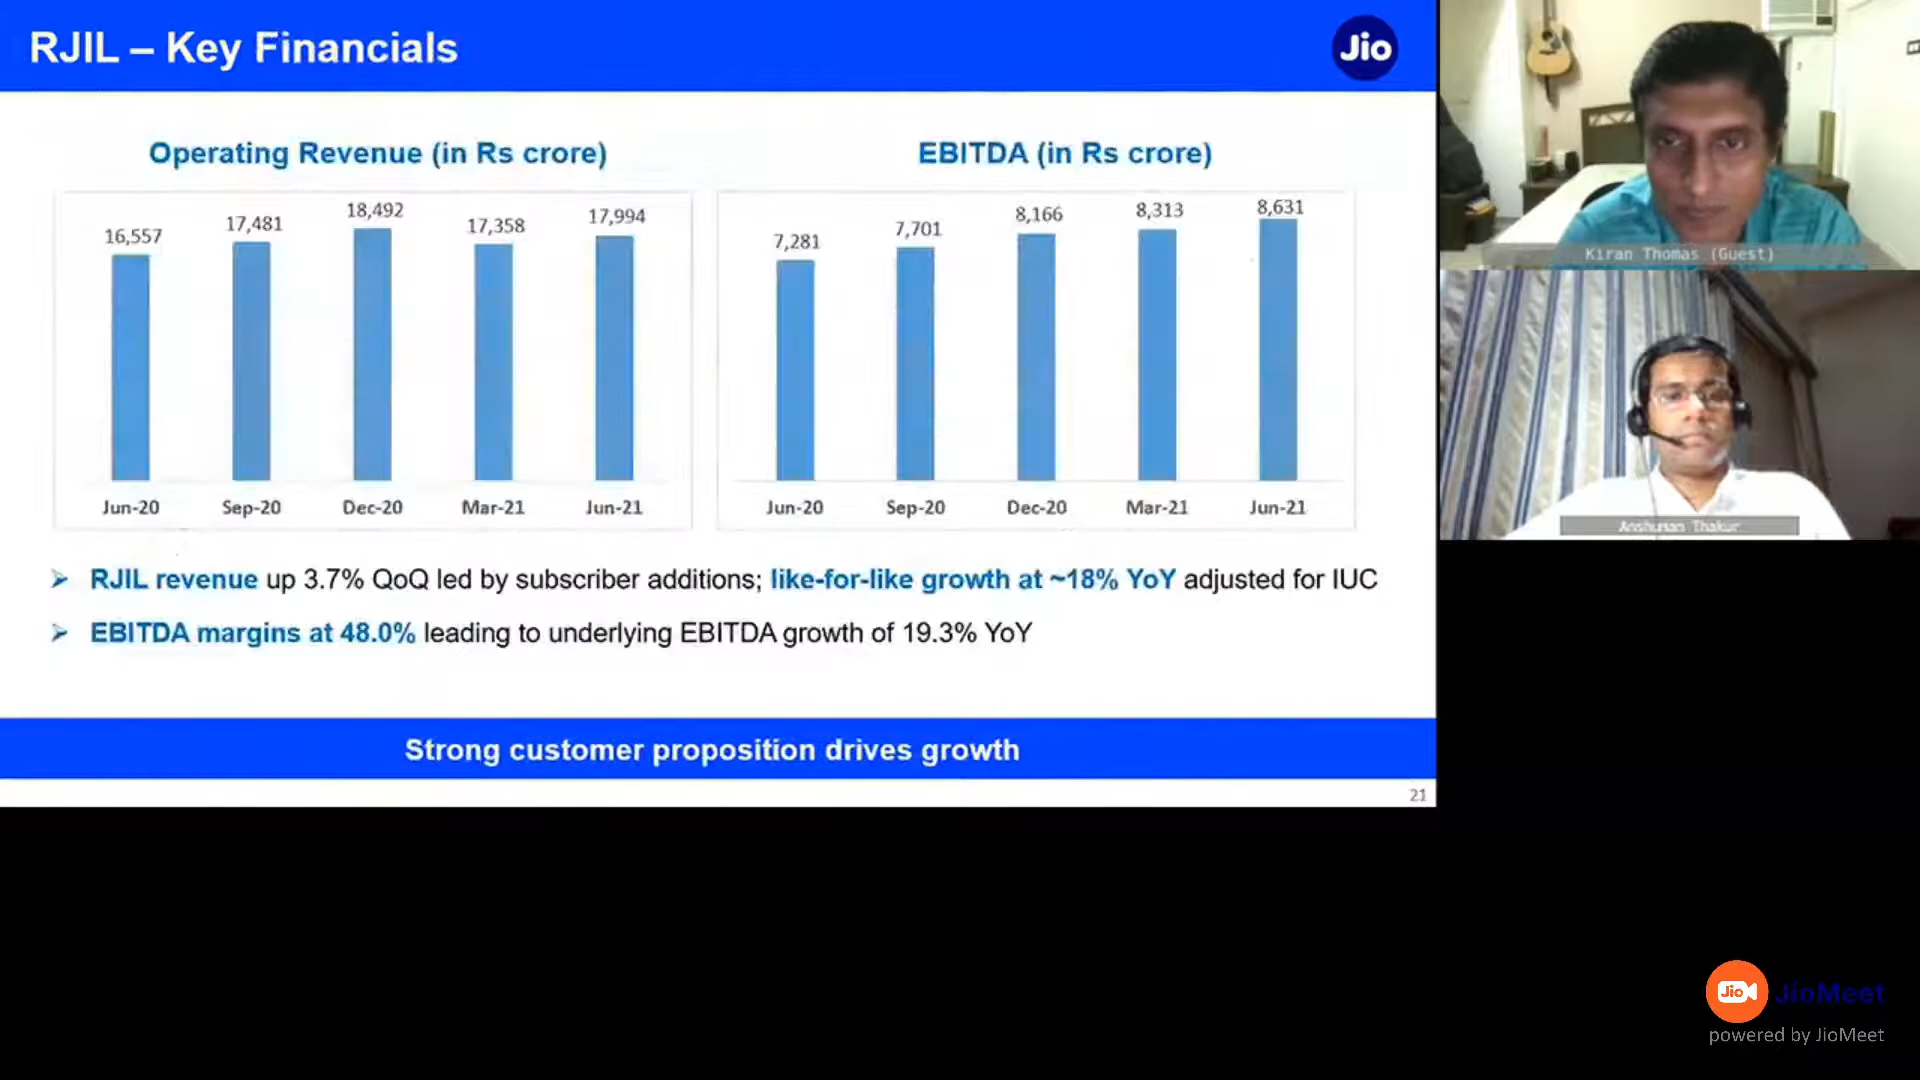 RJIL – Key Financials
Jio
Operating Revenue (in Rs crore)
16,557
17,481
18,492
17,358
17,994
Jun-20
Sep-20
Dec-20
Mar-21
Jun-21
EBITDA (in Rs crore)
7,281
7,701
8,166
8,313
8,631
Jun-20
Sep-20
Dec-20
Mar-21
Jun-21
RJIL revenue up 3.7% QoQ led by subscriber additions; like-for-like growth at ~18% YoY adjusted for IUC
EBITDA margins at 48.0% leading to underlying EBITDA growth of 19.3% YoY
Strong customer proposition drives growth
21
Kiran Thomas (Guest)
Anshuman Thakur
Jio
JioMeet
powered by JioMeet